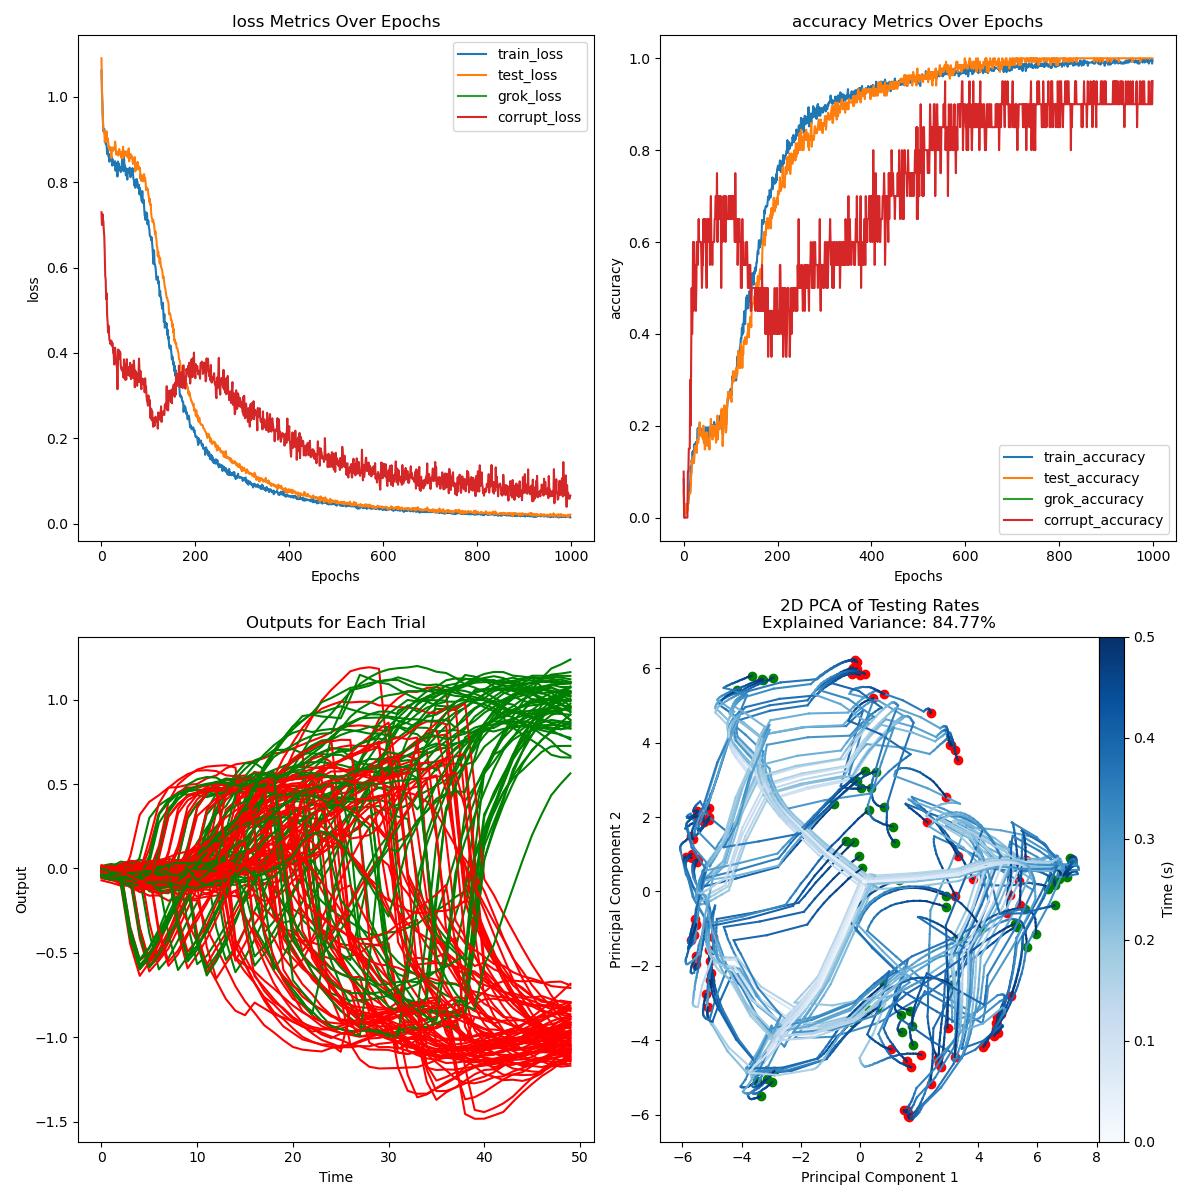 loss Metrics Over Epochs
train_loss
test_loss
grok_loss
corrupt_loss
1.0
0.8
0.6
0.4
0.2
0.0
loss
0
200
400
600
800
1000
Epochs
accuracy Metrics Over Epochs
1.0
0.8
0.6
0.4
0.2
0.0
accuracy
train_accuracy
test_accuracy
grok_accuracy
corrupt_accuracy
0
200
400
600
800
1000
Epochs
Outputs for Each Trial
1.0
0.5
0.0
−0.5
−1.0
−1.5
Output
0
10
20
30
40
50
Time
2D PCA of Testing Rates
Explained Variance: 84.77%
6
4
2
0
−2
−4
−6
Principal Component 2
−6
−4
−2
0
2
4
6
8
Principal Component 1
0.5
0.4
0.3
0.2
0.1
0.0
Time (s)